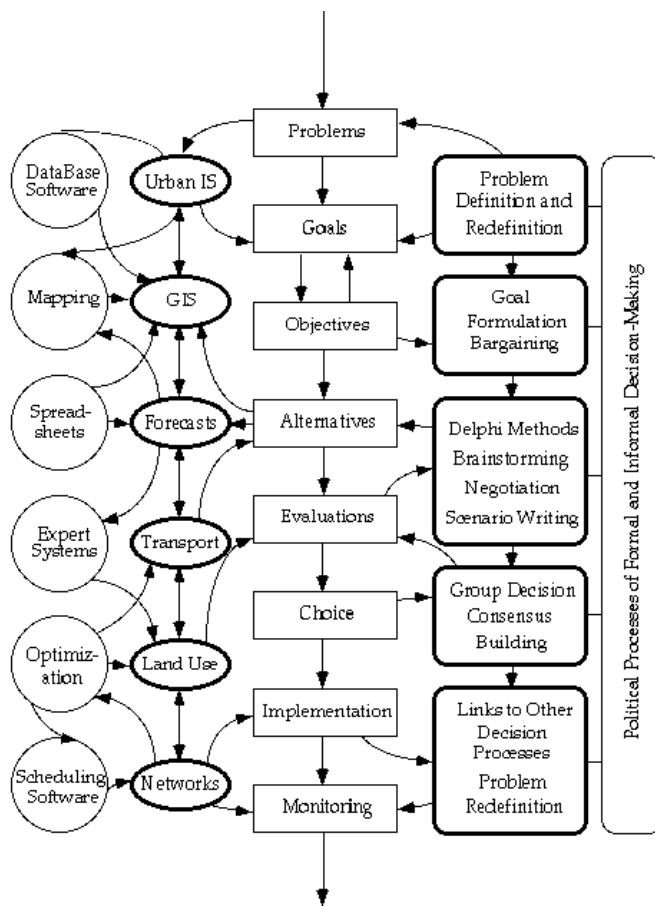 Problems
DataBase
Software
Urban IS
Problem
Definition and
Redefinition
Goals
Mapping
GIS
Goal
Formulation
Bargaining
Objectives
Spread-
sheets
Forecasts
Alternatives
Delphi Methods
Brainstorming
Negotiation
Scenario Writing
Evaluations
Expert
Systems
Transport
Choice
Group Decision
Consensus
Building
Optimiz-
ation
Land Use
Implementation
Links to Other
Decision
Processes
Problem
Redefinition
Scheduling
Software
Networks
Monitoring
Political Processes of Formal and Informal Decision-Making